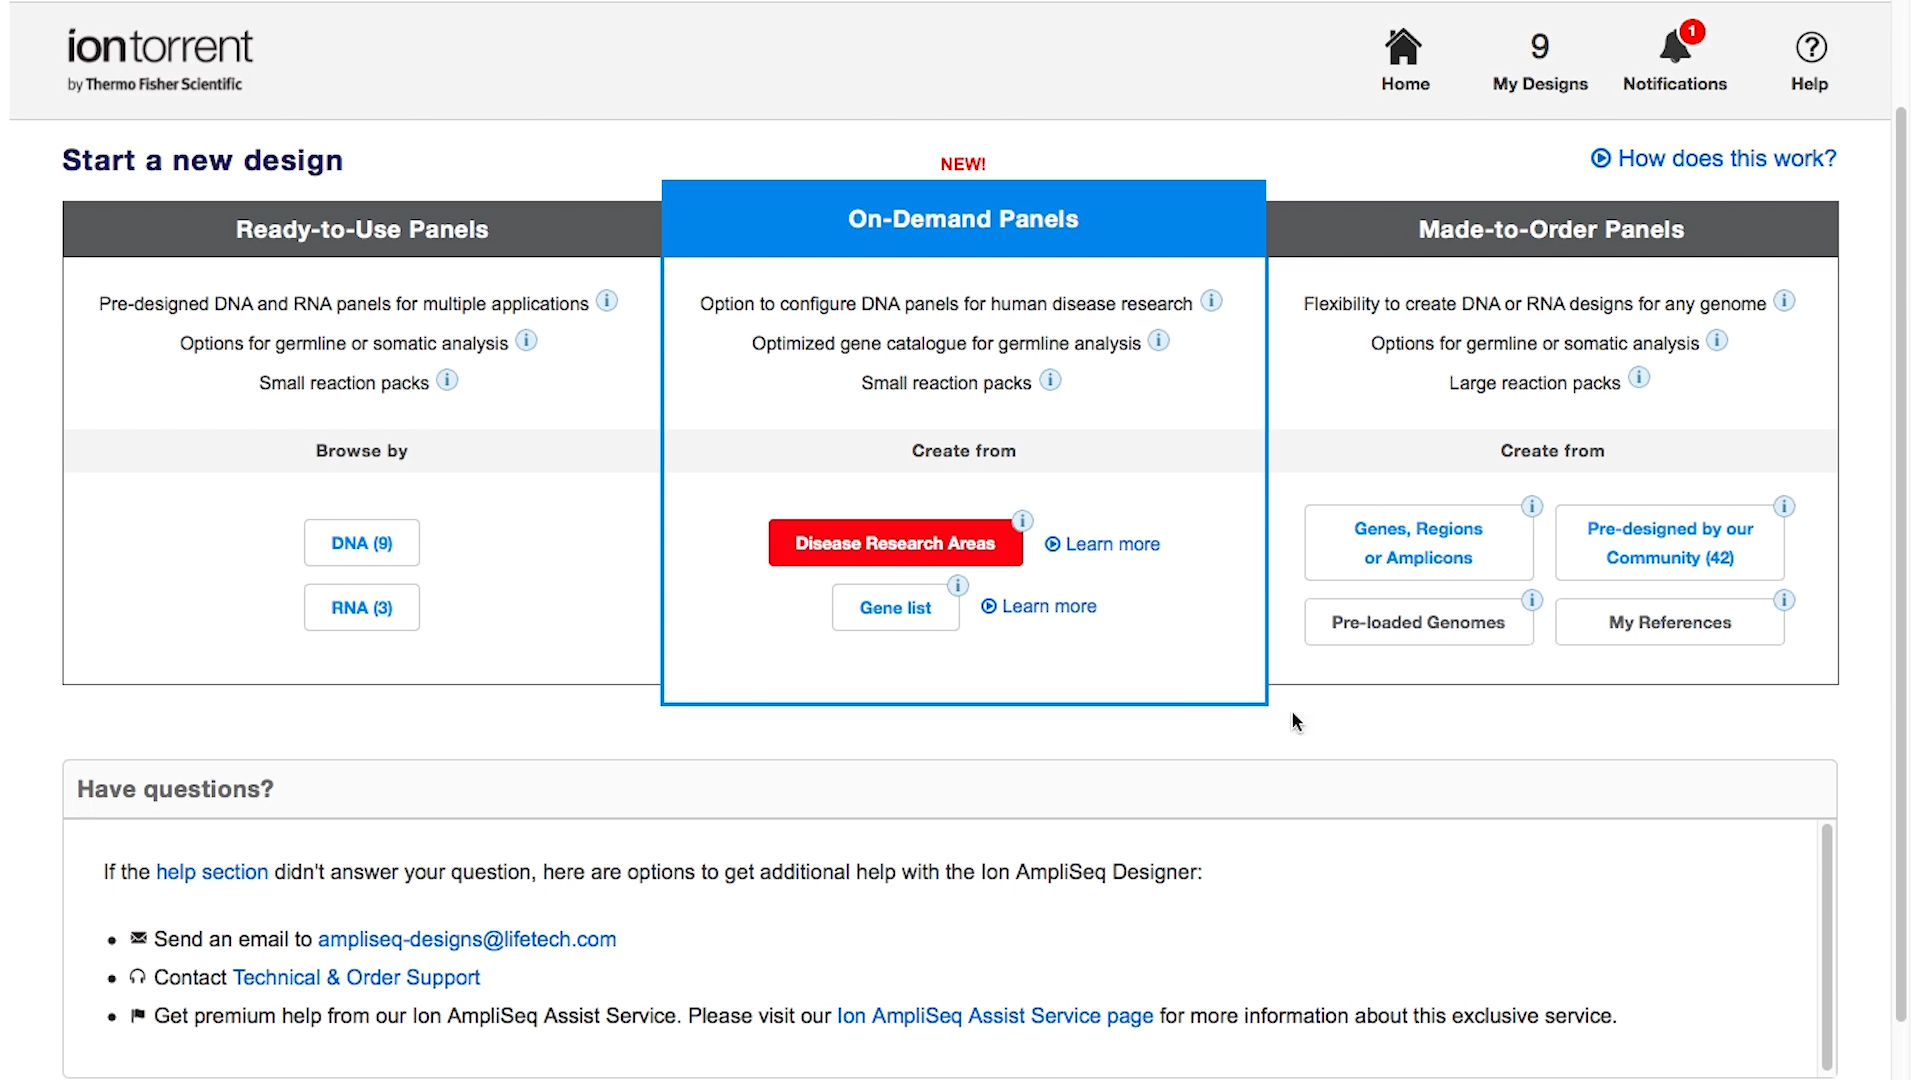 iontorrent
by Thermo Fisher Scientific
Home
9
My Designs
1
Notifications
?
Help
Start a new design
NEW!
How does this work?
Ready-to-Use Panels
Pre-designed DNA and RNA panels for multiple applications i
Options for germline or somatic analysis i
Small reaction packs i
Browse by
DNA (9)
RNA (3)
On-Demand Panels
Option to configure DNA panels for human disease research i
Optimized gene catalogue for germline analysis i
Small reaction packs i
Create from
Disease Research Areas i
Learn more
Gene list i
Learn more
Made-to-Order Panels
Flexibility to create DNA or RNA designs for any genome i
Options for germline or somatic analysis i
Large reaction packs i
Create from
Genes, Regions i
or Amplicons
Pre-designed by our i
Community (42)
Pre-loaded Genomes i
My References i
Have questions?
If the help section didn't answer your question, here are options to get additional help with the Ion AmpliSeq Designer:
• Send an email to ampliseq-designs@lifetech.com
• Contact Technical & Order Support
• Get premium help from our Ion AmpliSeq Assist Service. Please visit our Ion AmpliSeq Assist Service page for more information about this exclusive service.